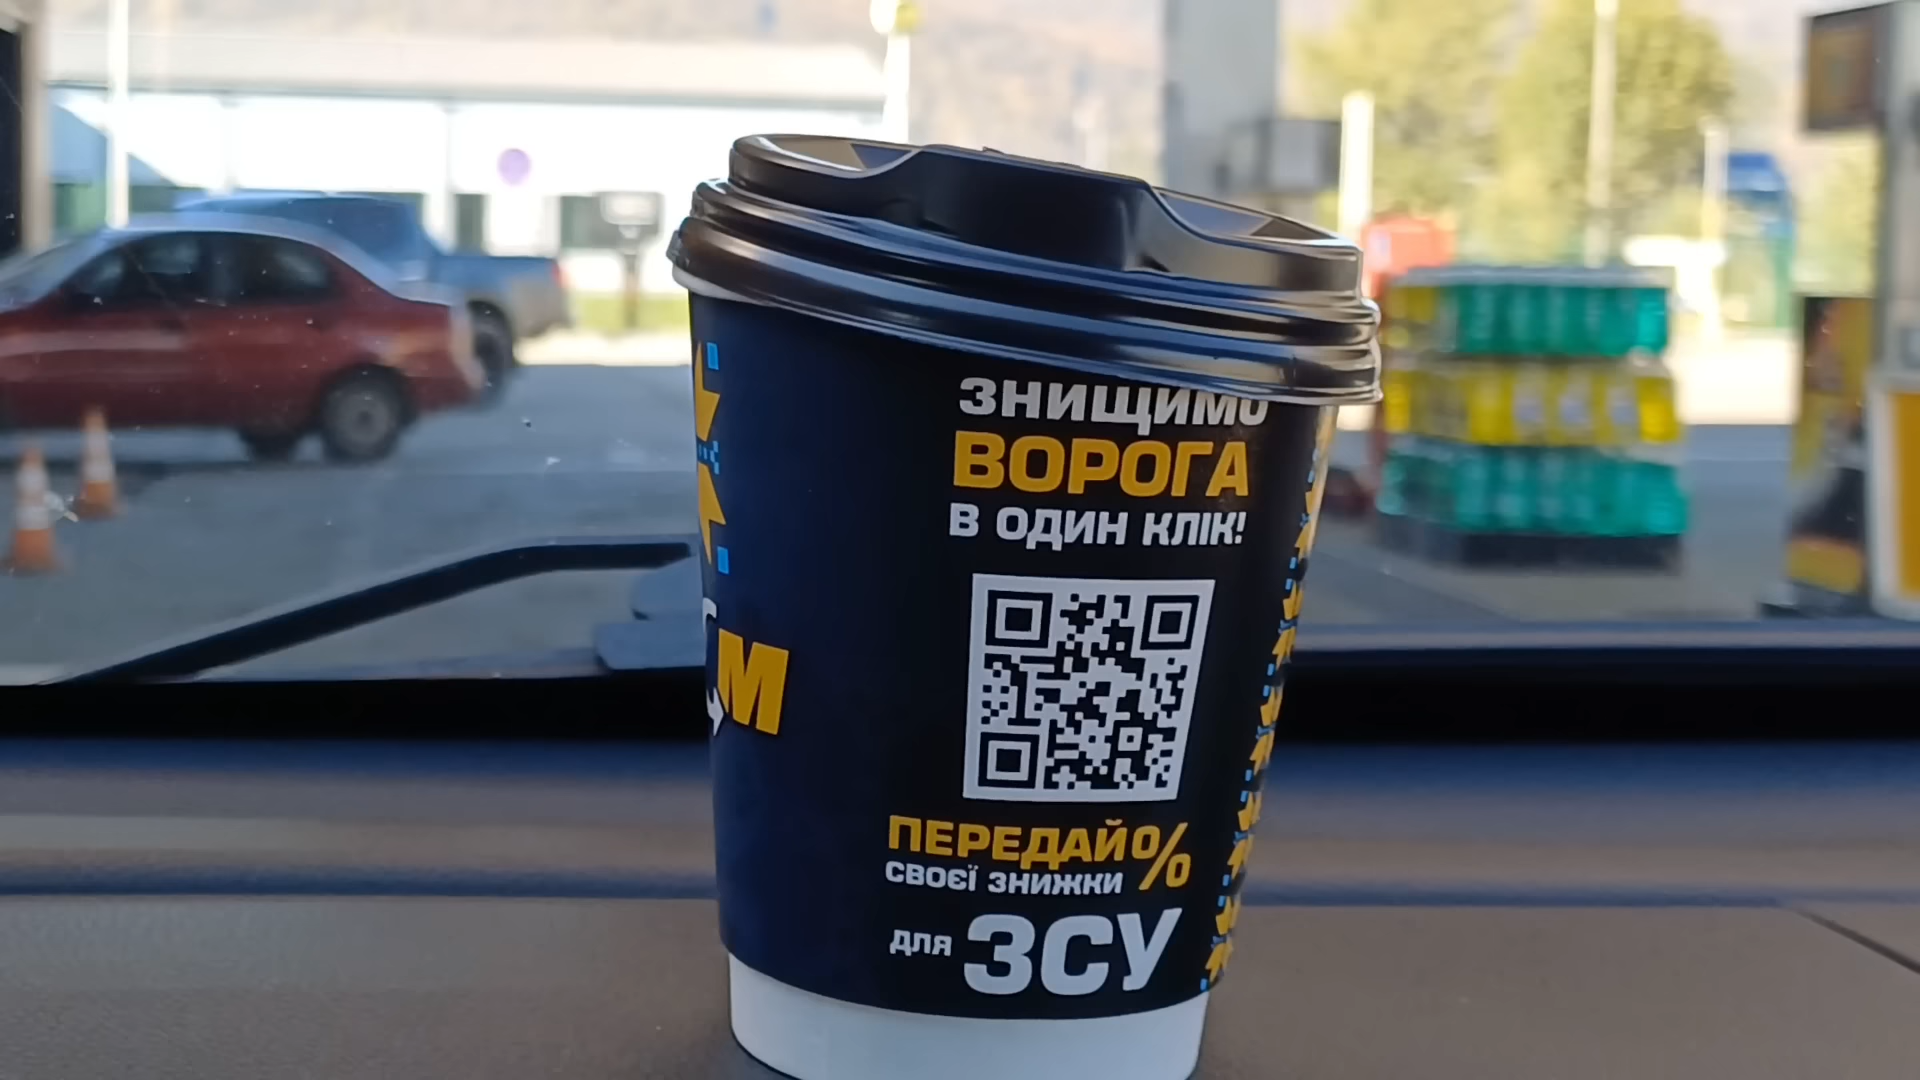 ЗНИЩИМО
ВОРОГА
В ОДИН КЛІК!
М
ПЕРЕДАЙ %
СВОЄЇ ЗНИЖКИ
для ЗСУ